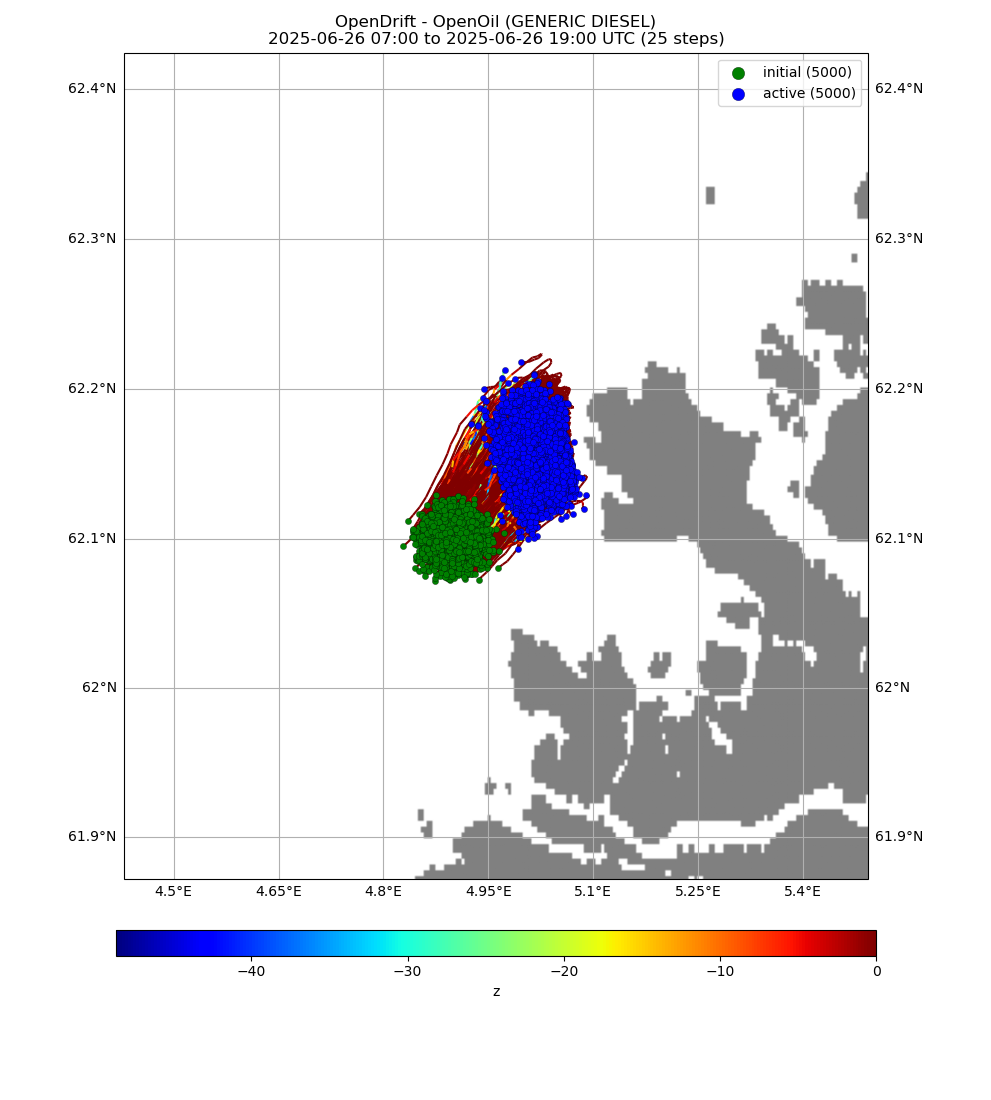 OpenDrift - OpenOil (GENERIC DIESEL)
2025-06-26 07:00 to 2025-06-26 19:00 UTC (25 steps)
initial (5000)
active (5000)
62.4°N
62.4°N
62.3°N
62.3°N
62.2°N
62.2°N
62.1°N
62.1°N
62°N
62°N
61.9°N
61.9°N
4.5°E 4.65°E 4.8°E 4.95°E 5.1°E 5.25°E 5.4°E
−40 −30 −20 −10 0
z